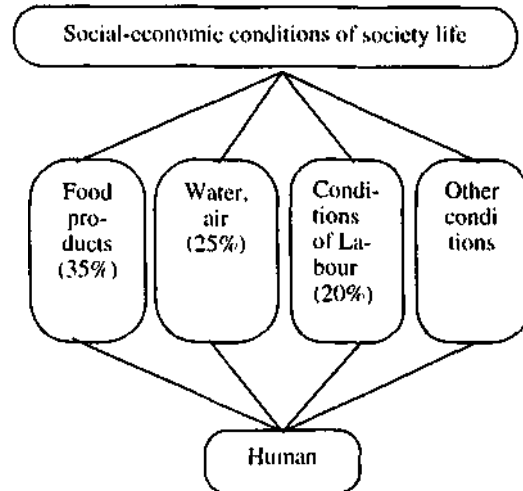 Social-economic conditions of society life
Food
pro-
ducts
(35%)
Water,
air
(25%)
Condi-
tions
of La-
bour
(20%)
Other
condi
tions
Human